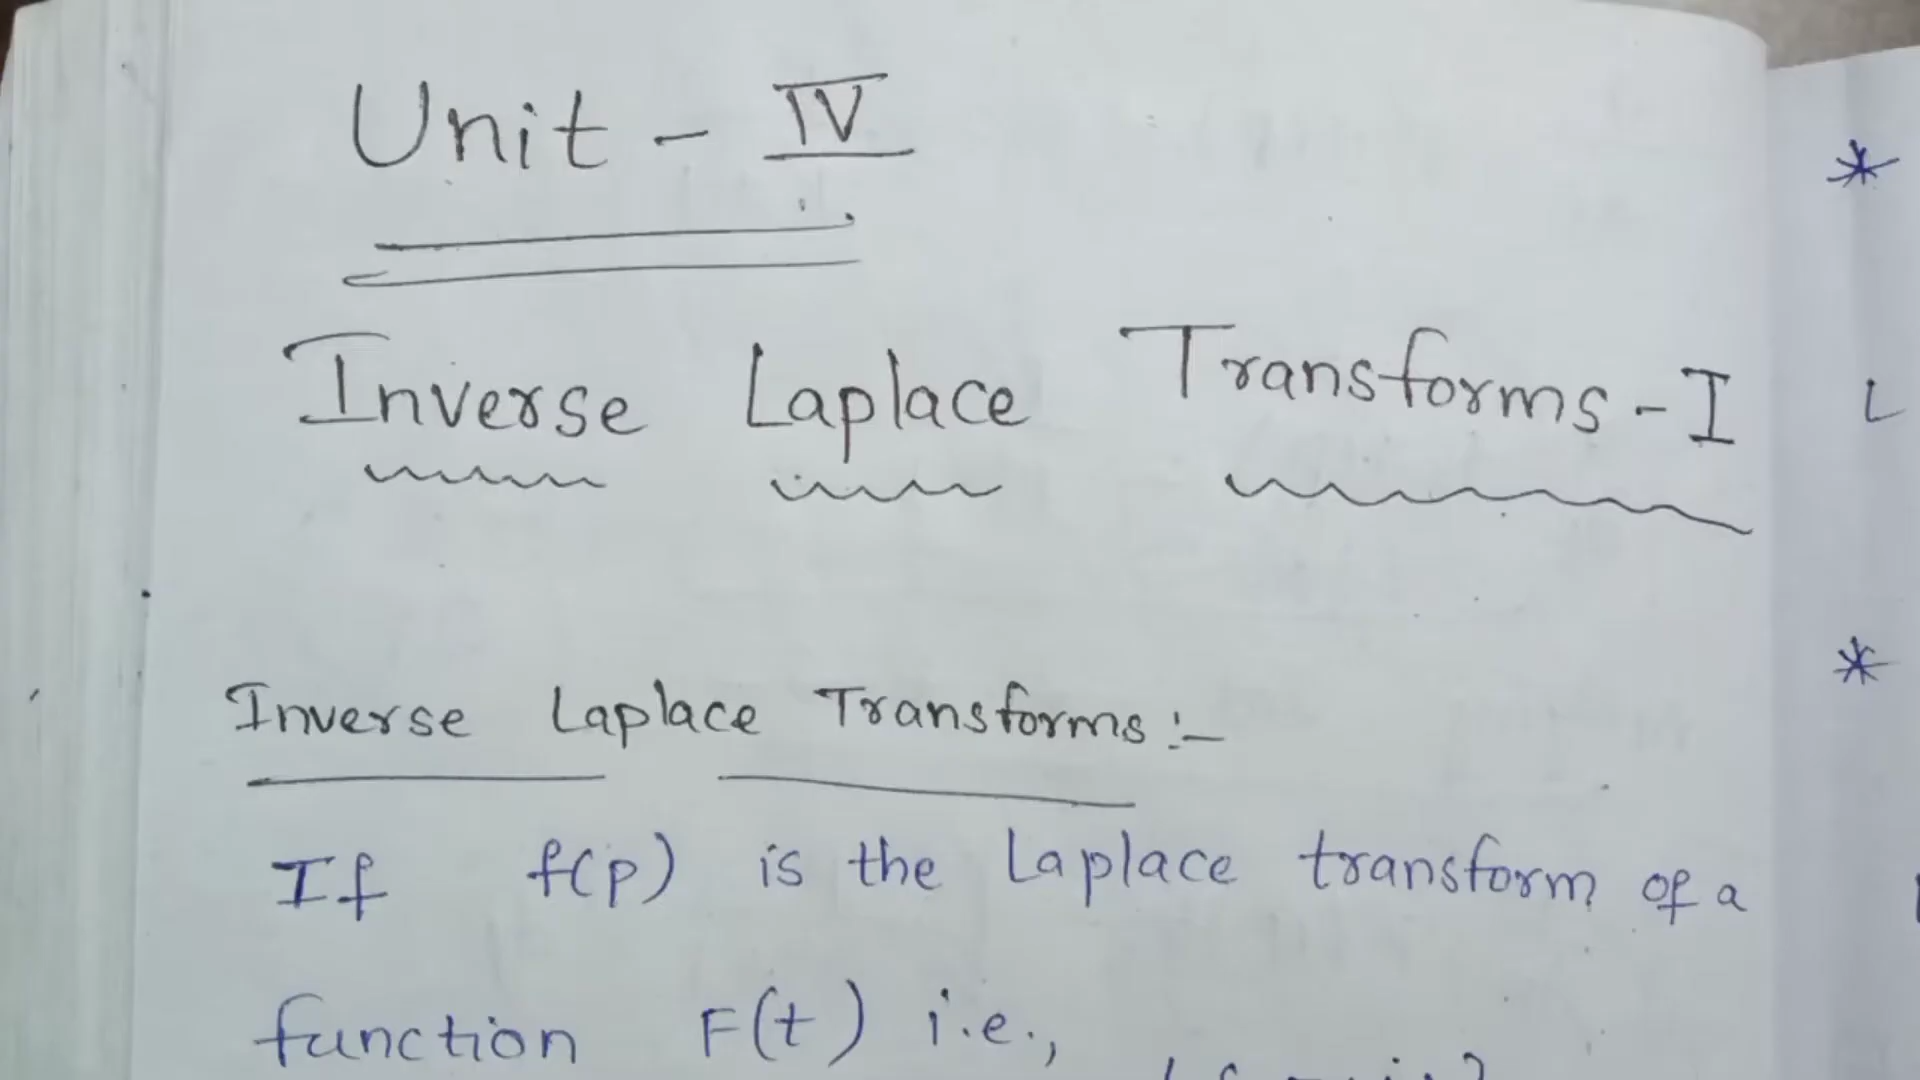 Unit - IV
Inverse Laplace Transforms - I
Inverse Laplace Transforms :-
If f(p) is the Laplace transform of a
function F(t) i.e.,
*
L
*